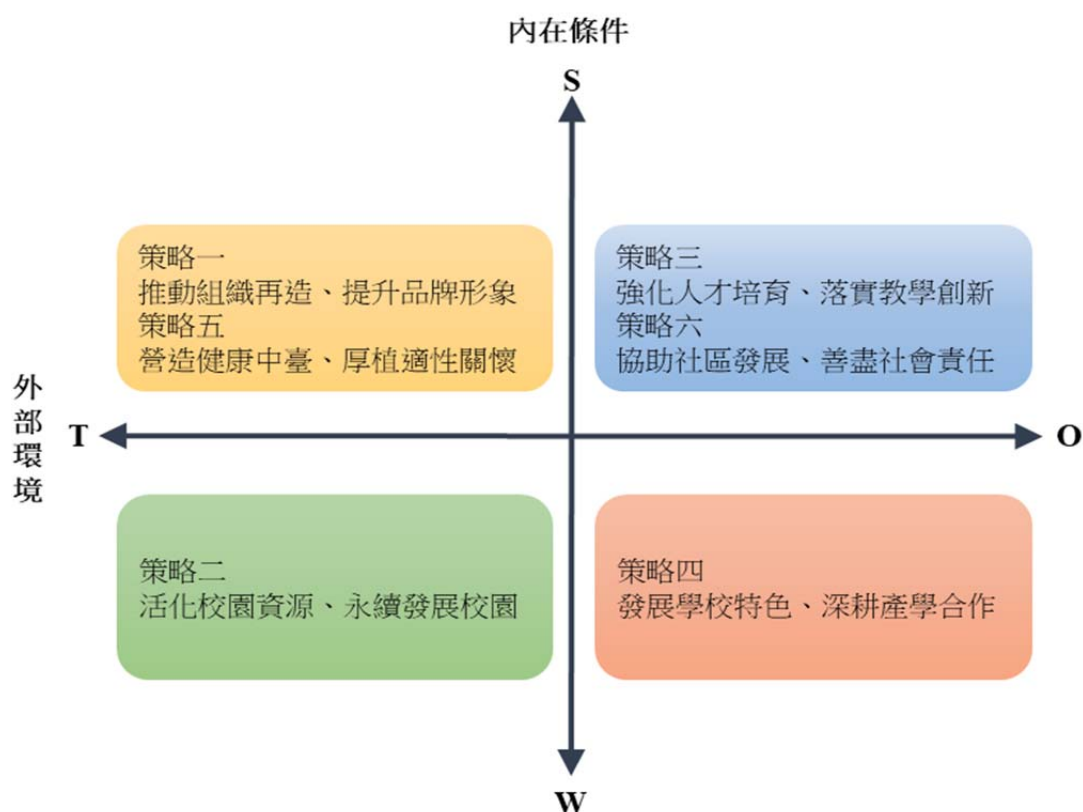 內在條件
S
策略一
推動組織再造、提升品牌形象
策略五
營造健康中臺、厚植適性關懷
策略三
強化人才培育、落實教學創新
策略六
協助社區發展、善盡社會責任
外部環境
T
O
策略二
活化校園資源、永續發展校園
策略四
發展學校特色、深耕產學合作
W